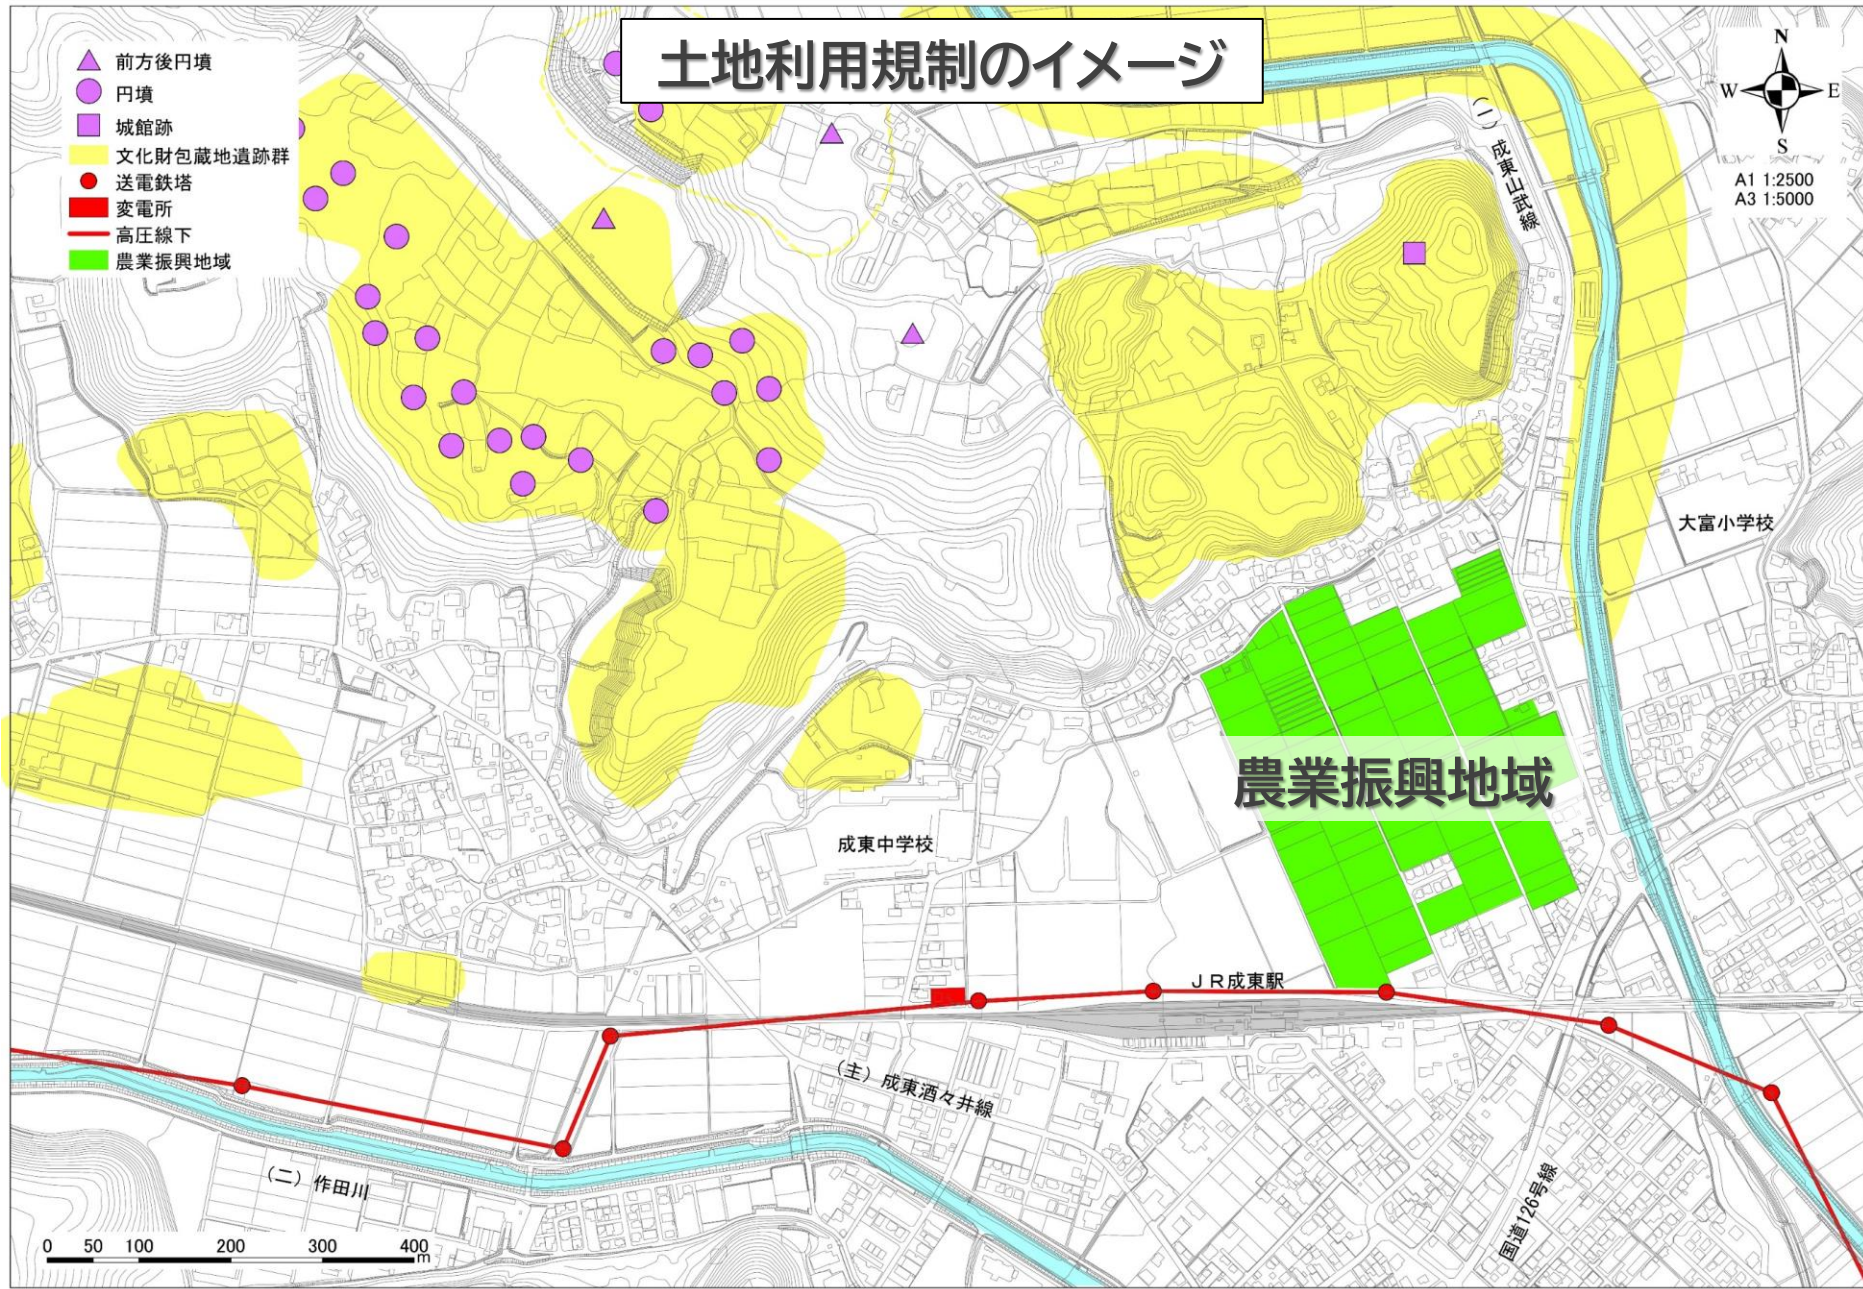 土地利用規制のイメージ
前方後円墳
円墳
城館跡
文化財包蔵地遺跡群
送電鉄塔
変電所
高圧線下
農業振興地域
N
W
E
S
A1 1:2500
A3 1:5000
(一)成東山武線
大富小学校
農業振興地域
成東中学校
JR成東駅
(主)成東酒々井線
(二)作田川
国道126号線
0 50 100 200 300 400
m